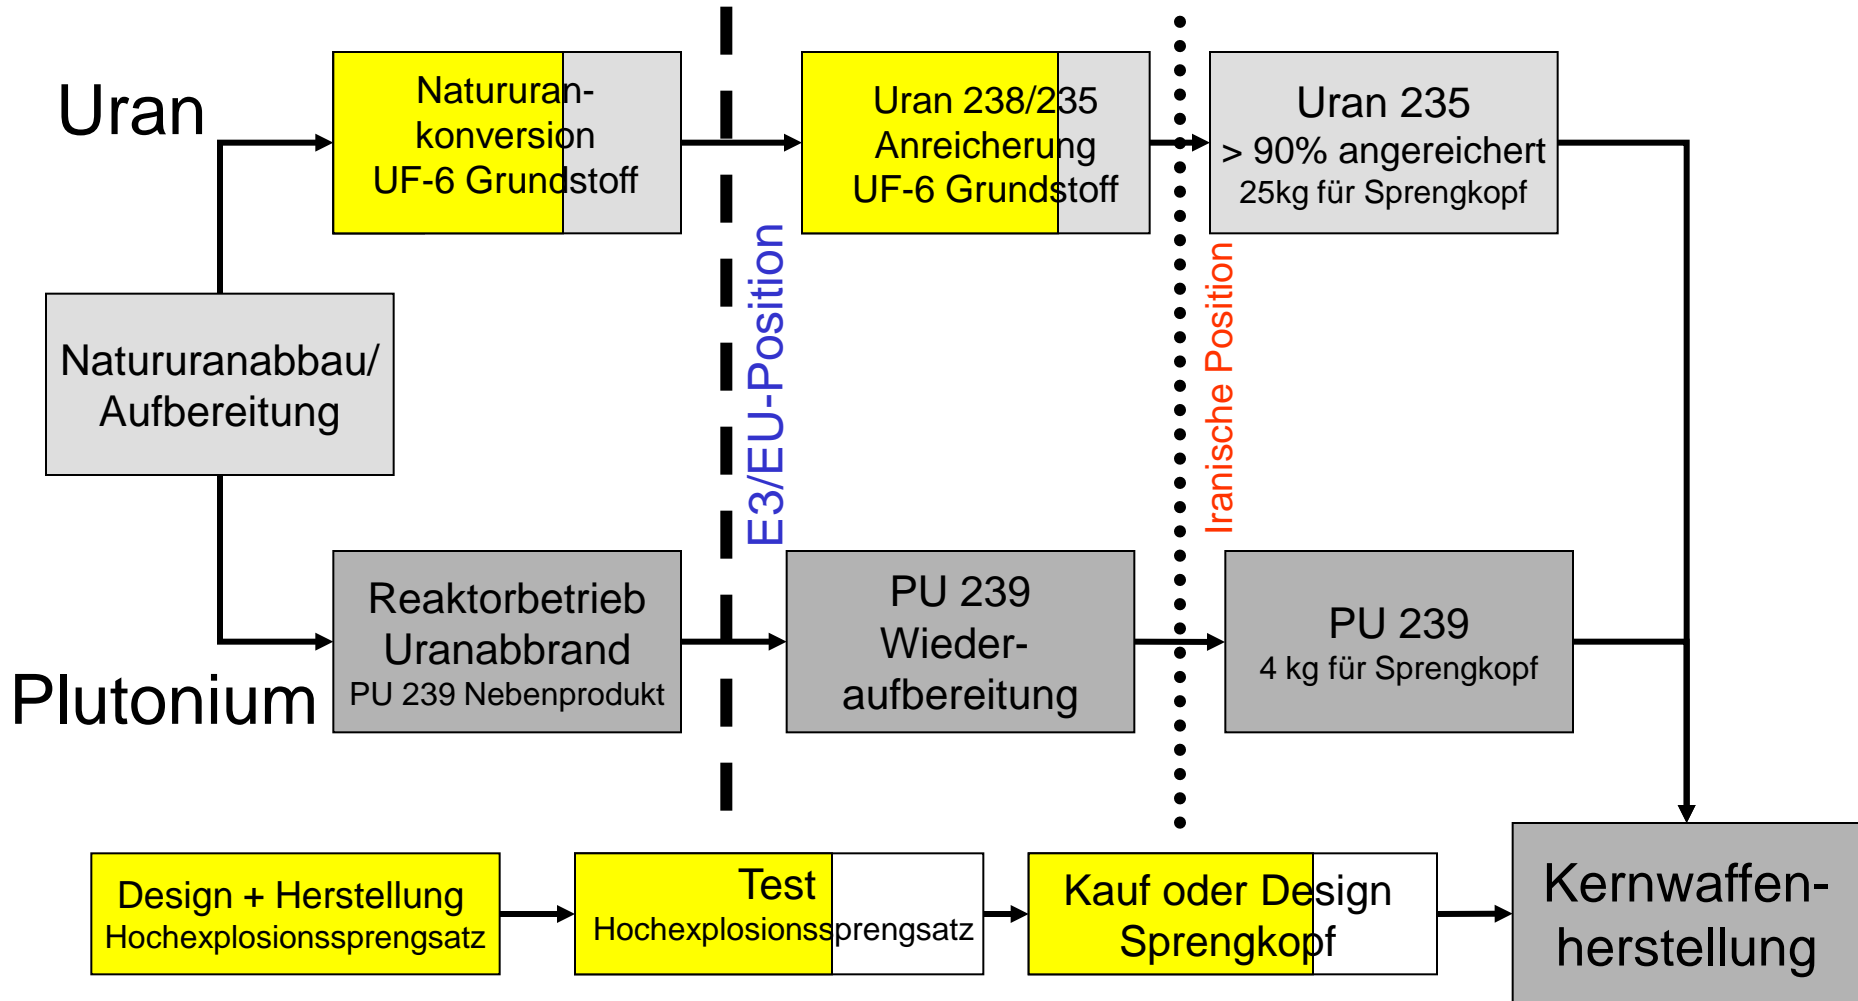 Uran
Natururan-
konversion
UF-6 Grundstoff
Uran 238/235
Anreicherung
UF-6 Grundstoff
Uran 235
> 90% angereichert
25kg für Sprengkopf
Natururanabbau/
Aufbereitung
E3/EU-Position
Iranische Position
Plutonium
Reaktorbetrieb
Uranabbrand
PU 239 Nebenprodukt
PU 239
Wieder-
aufbereitung
PU 239
4 kg für Sprengkopf
Design + Herstellung
Hochexplosionssprengsatz
Test
Hochexplosionssprengsatz
Kauf oder Design
Sprengkopf
Kernwaffen-
herstellung